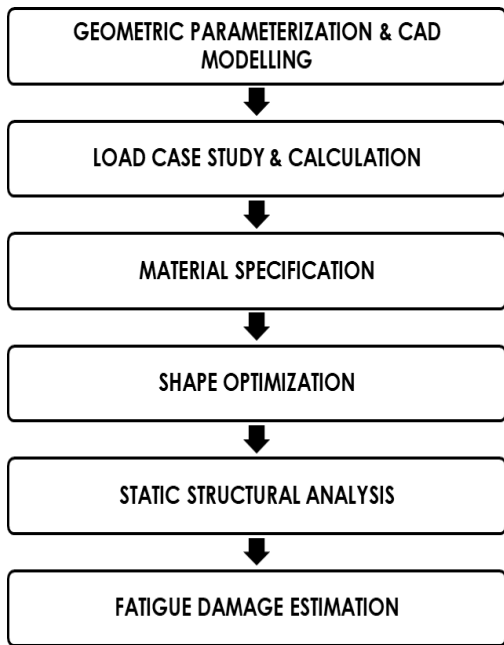 GEOMETRIC PARAMETERIZATION & CAD
MODELLING
LOAD CASE STUDY & CALCULATION
MATERIAL SPECIFICATION
SHAPE OPTIMIZATION
STATIC STRUCTURAL ANALYSIS
FATIGUE DAMAGE ESTIMATION